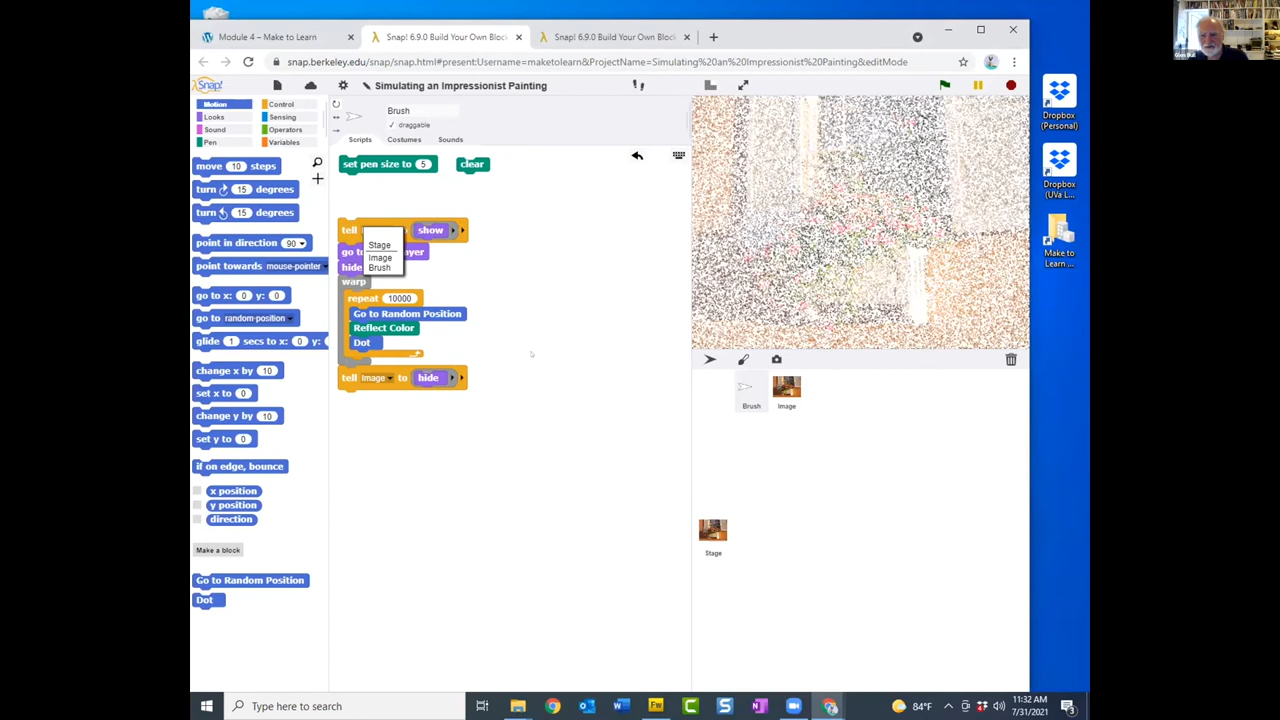 Module 4 – Make to Learn
Snap! 6.9.0 Build Your Own Bloc
Snap! 6.9.0 Build Your Own Block
snap.berkeley.edu/snap/snap.html#present:Username=maketolearn&ProjectName=Simulating%20an%20Impressionist%20Painting&editMode
Glen Bull
Snap!
Simulating an Impressionist Painting
Motion
Control
Looks
Sensing
Sound
Operators
Pen
Variables
Brush
draggable
Scripts
Costumes
Sounds
move 10 steps
turn 15 degrees
turn 15 degrees
point in direction 90
point towards mouse-pointer
go to x: 0 y: 0
go to random-position
glide 1 secs to x: 0 y:
change x by 10
set x to 0
change y by 10
set y to 0
if on edge, bounce
x position
y position
direction
Make a block
Go to Random Position
Dot
set pen size to 5
clear
tell
show
go to
yer
hide
Stage
Image
Brush
warp
repeat 10000
Go to Random Position
Reflect Color
Dot
tell Image to hide
Brush
Image
Stage
Dropbox
(Personal)
Dropbox
(UVa L...
Make to
Learn ...
Type here to search
84°F
11:32 AM
7/31/2021
3